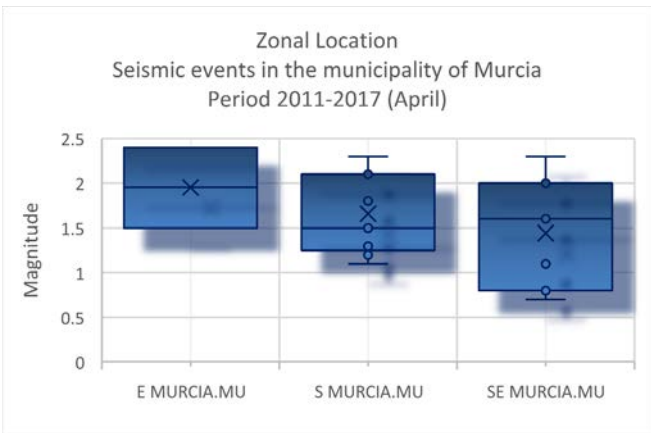 Zonal Location
Seismic events in the municipality of Murcia
Period 2011-2017 (April)
2.5
2
1.5
1
0.5
0
Magnitude
E MURCIA.MU S MURCIA.MU SE MURCIA.MU